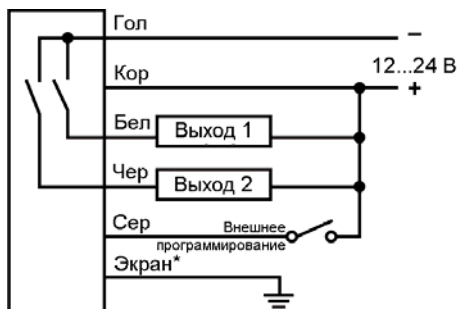 Гол
–
Кор
12...24 В
+
Бел
Выход 1
Чер
Выход 2
Сер
Внешнее
программирование
Экран*